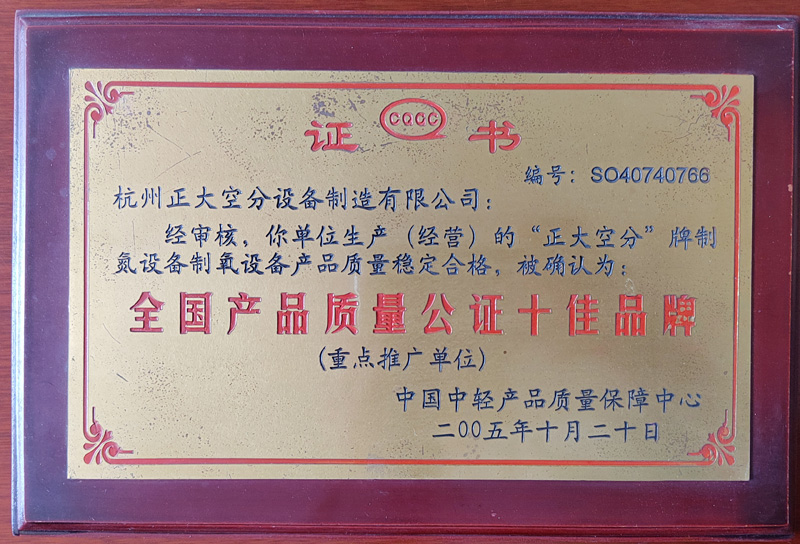 证 CQCC 书
编号：SO40740766
杭州正大空分设备制造有限公司：
经审核，你单位生产（经营）的“正大空分”牌制
氮设备制氧设备产品质量稳定合格，被确认为：
全国产品质量公证十佳品牌
（重点推广单位）
中国中轻产品质量保障中心
二00五年十月二十日